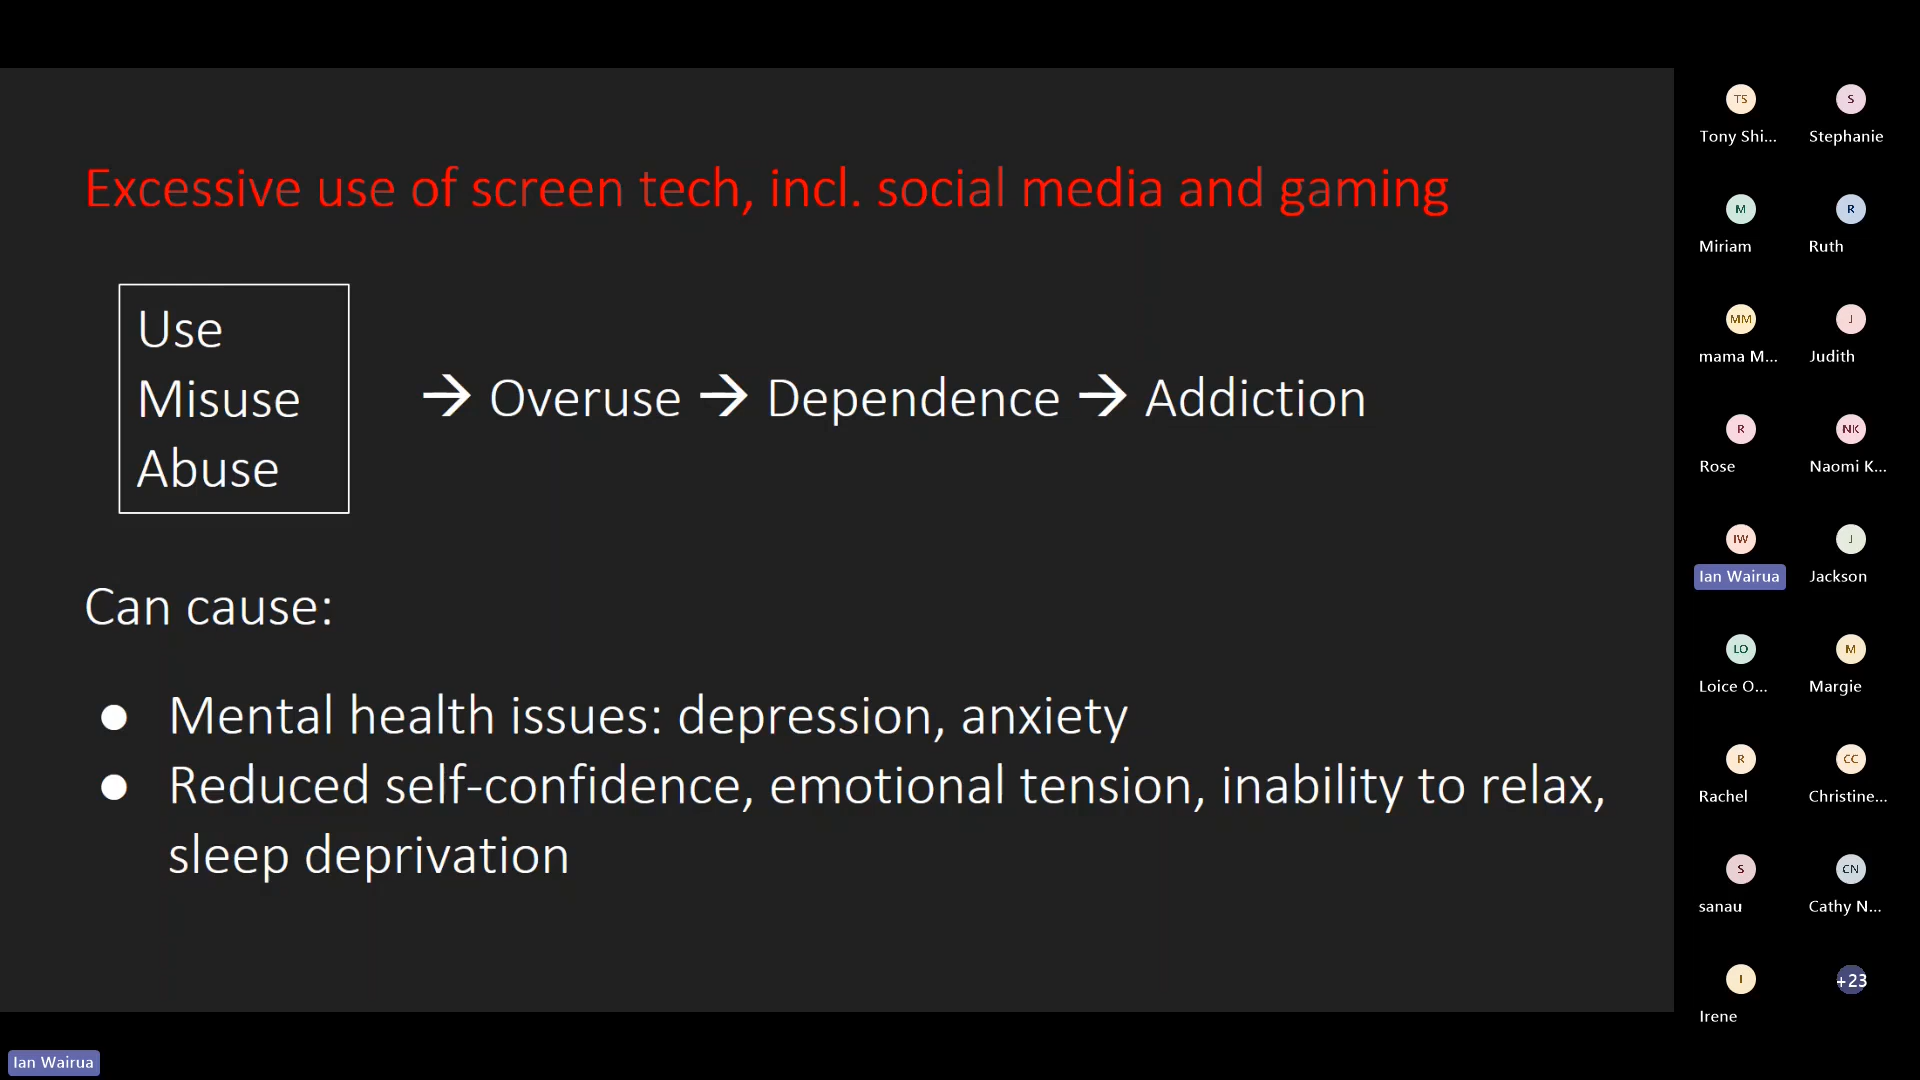 Excessive use of screen tech, incl. social media and gaming
Use
Misuse
Abuse
→ Overuse → Dependence → Addiction
Can cause:
● Mental health issues: depression, anxiety
● Reduced self-confidence, emotional tension, inability to relax,
sleep deprivation
TS
Tony Shi...
S
Stephanie
M
Miriam
R
Ruth
MM
mama M...
J
Judith
R
Rose
NK
Naomi K...
IW
Ian Wairua
J
Jackson
LO
Loice O...
M
Margie
R
Rachel
CC
Christine...
S
sanau
CN
Cathy N...
I
Irene
+23
Ian Wairua